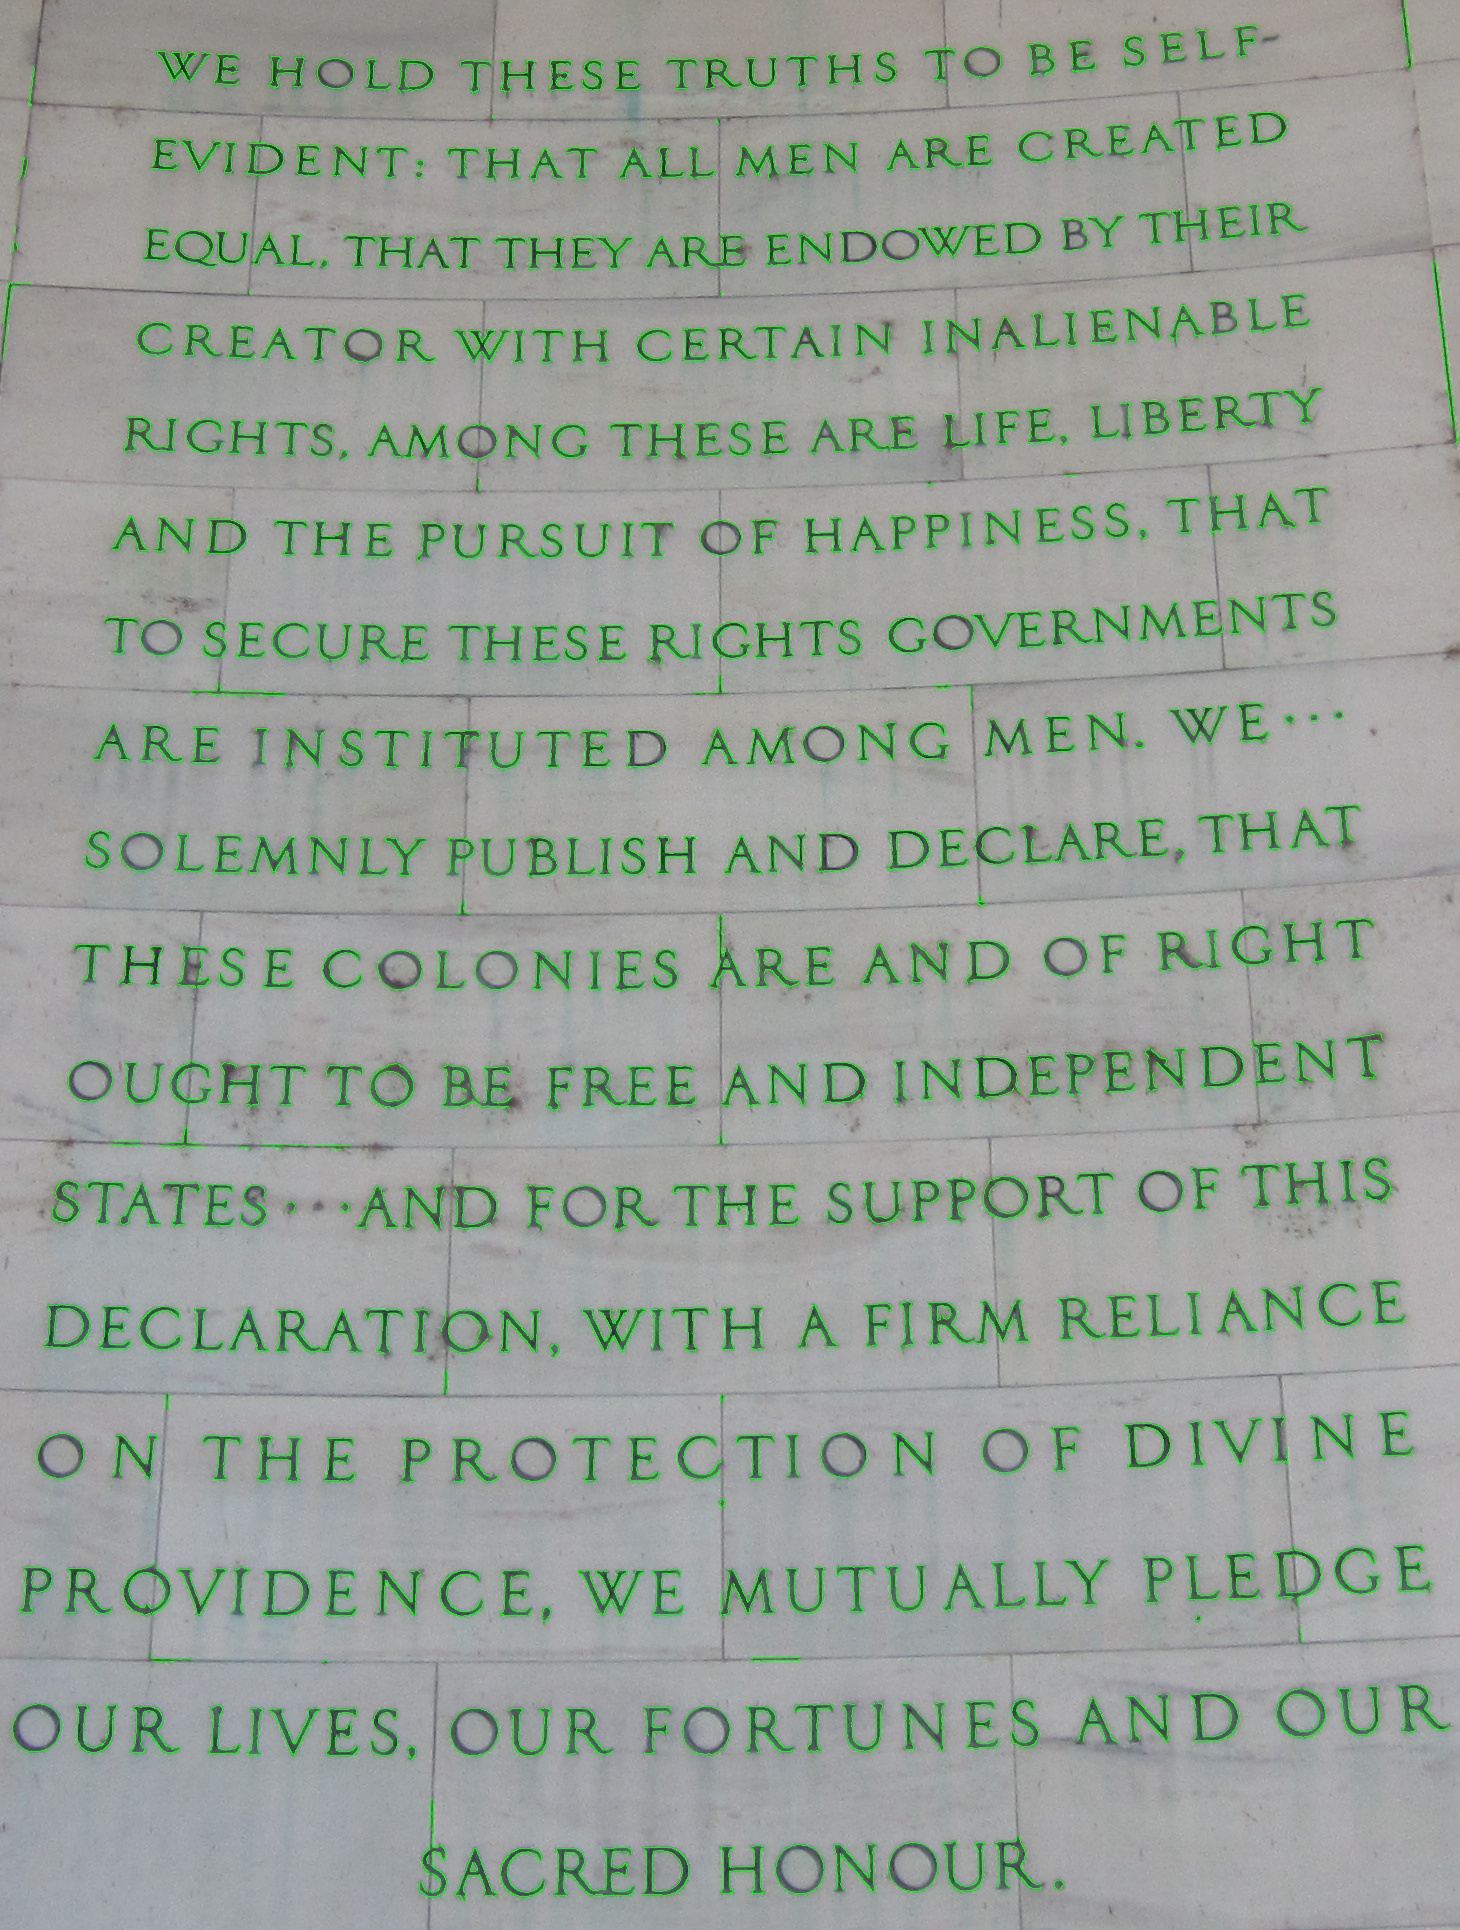 WE HOLD THESE TRUTHS TO BE SELF-
EVIDENT: THAT ALL MEN ARE CREATED
EQUAL, THAT THEY ARE ENDOWED BY THEIR
CREATOR WITH CERTAIN INALIENABLE
RIGHTS, AMONG THESE ARE LIFE, LIBERTY
AND THE PURSUIT OF HAPPINESS, THAT
TO SECURE THESE RIGHTS GOVERNMENTS
ARE INSTITUTED AMONG MEN. WE···
SOLEMNLY PUBLISH AND DECLARE, THAT
THESE COLONIES ARE AND OF RIGHT
OUGHT TO BE FREE AND INDEPENDENT
STATES···AND FOR THE SUPPORT OF THIS
DECLARATION, WITH A FIRM RELIANCE
ON THE PROTECTION OF DIVINE
PROVIDENCE, WE MUTUALLY PLEDGE
OUR LIVES, OUR FORTUNES AND OUR
SACRED HONOUR.